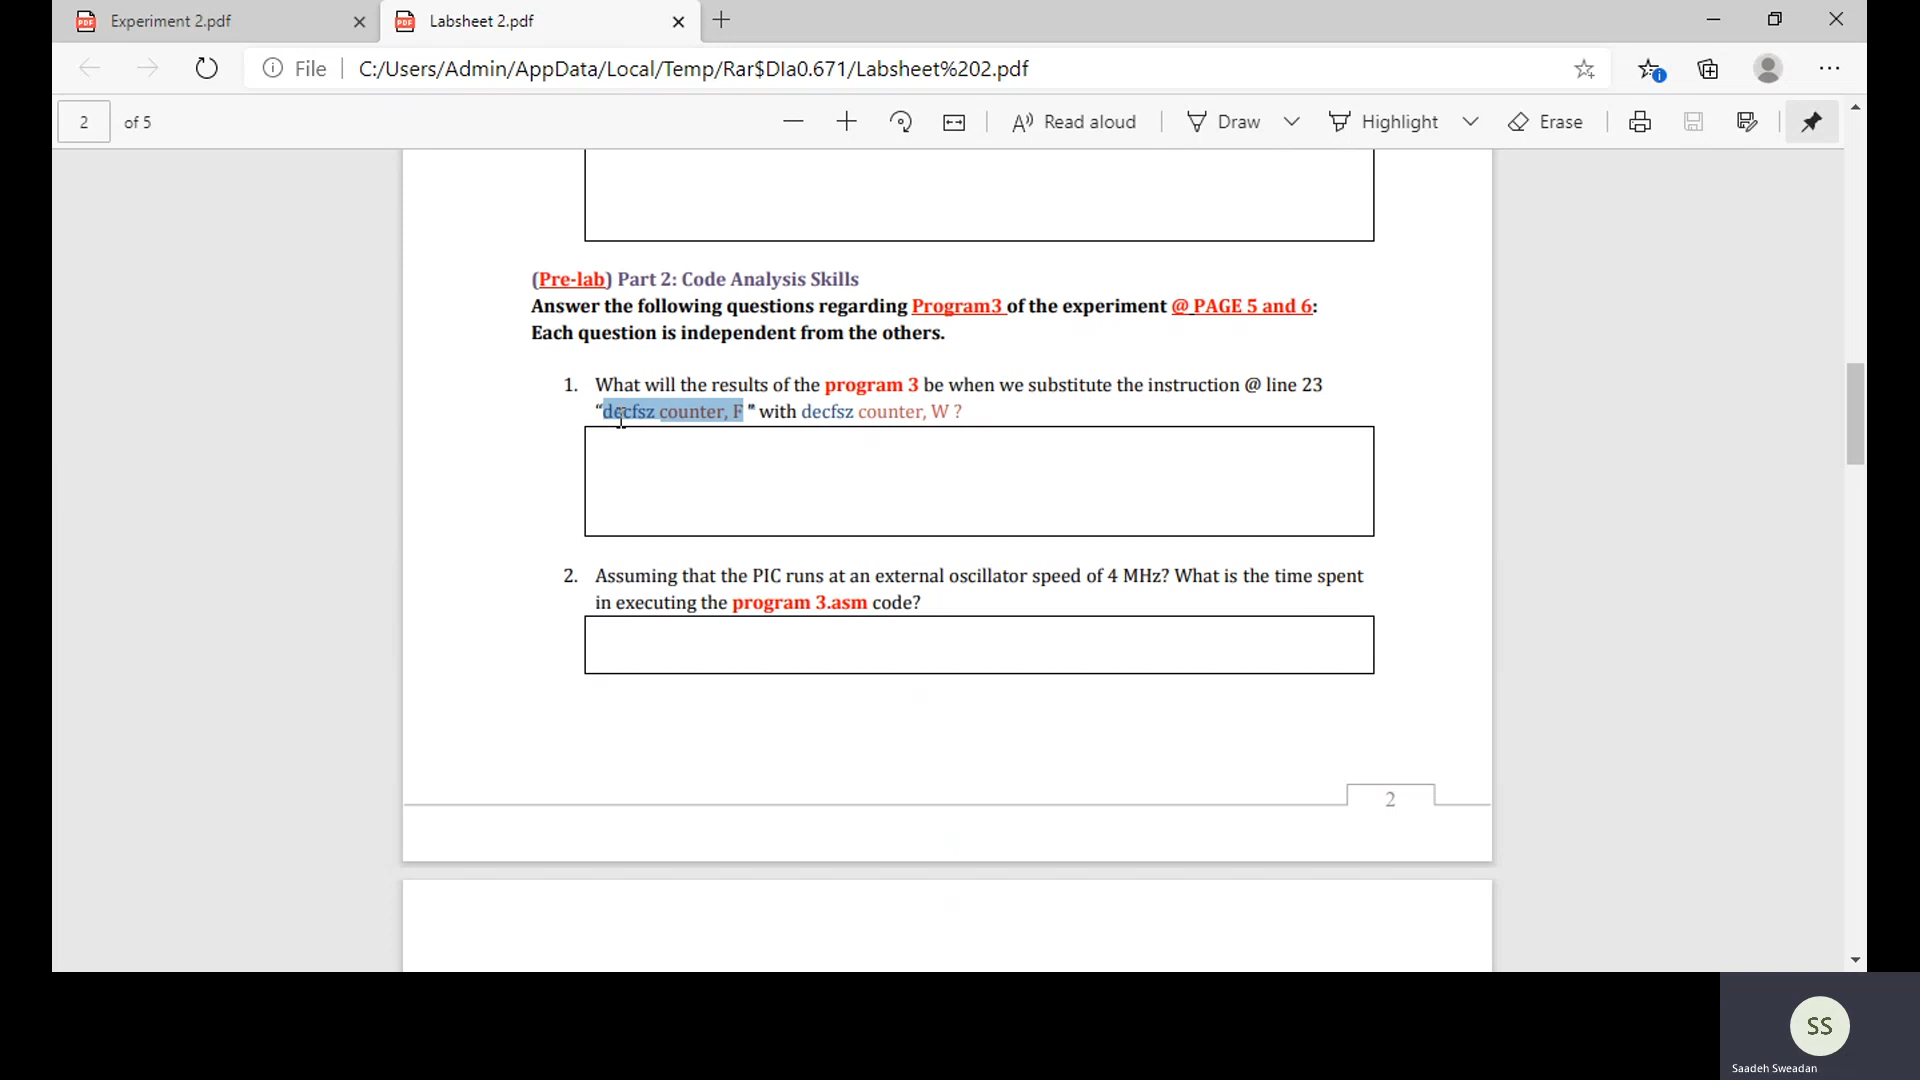 Experiment 2.pdf
Labsheet 2.pdf
File
C:/Users/Admin/AppData/Local/Temp/Rar$DIa0.671/Labsheet%202.pdf
2 of 5
Read aloud
Draw
Highlight
Erase
(Pre-lab) Part 2: Code Analysis Skills
Answer the following questions regarding Program3 of the experiment @ PAGE 5 and 6:
Each question is independent from the others.
1. What will the results of the program 3 be when we substitute the instruction @ line 23
“decfsz counter, F ” with decfsz counter, W ?
2. Assuming that the PIC runs at an external oscillator speed of 4 MHz? What is the time spent
in executing the program 3.asm code?
2
SS
Saadeh Sweadan